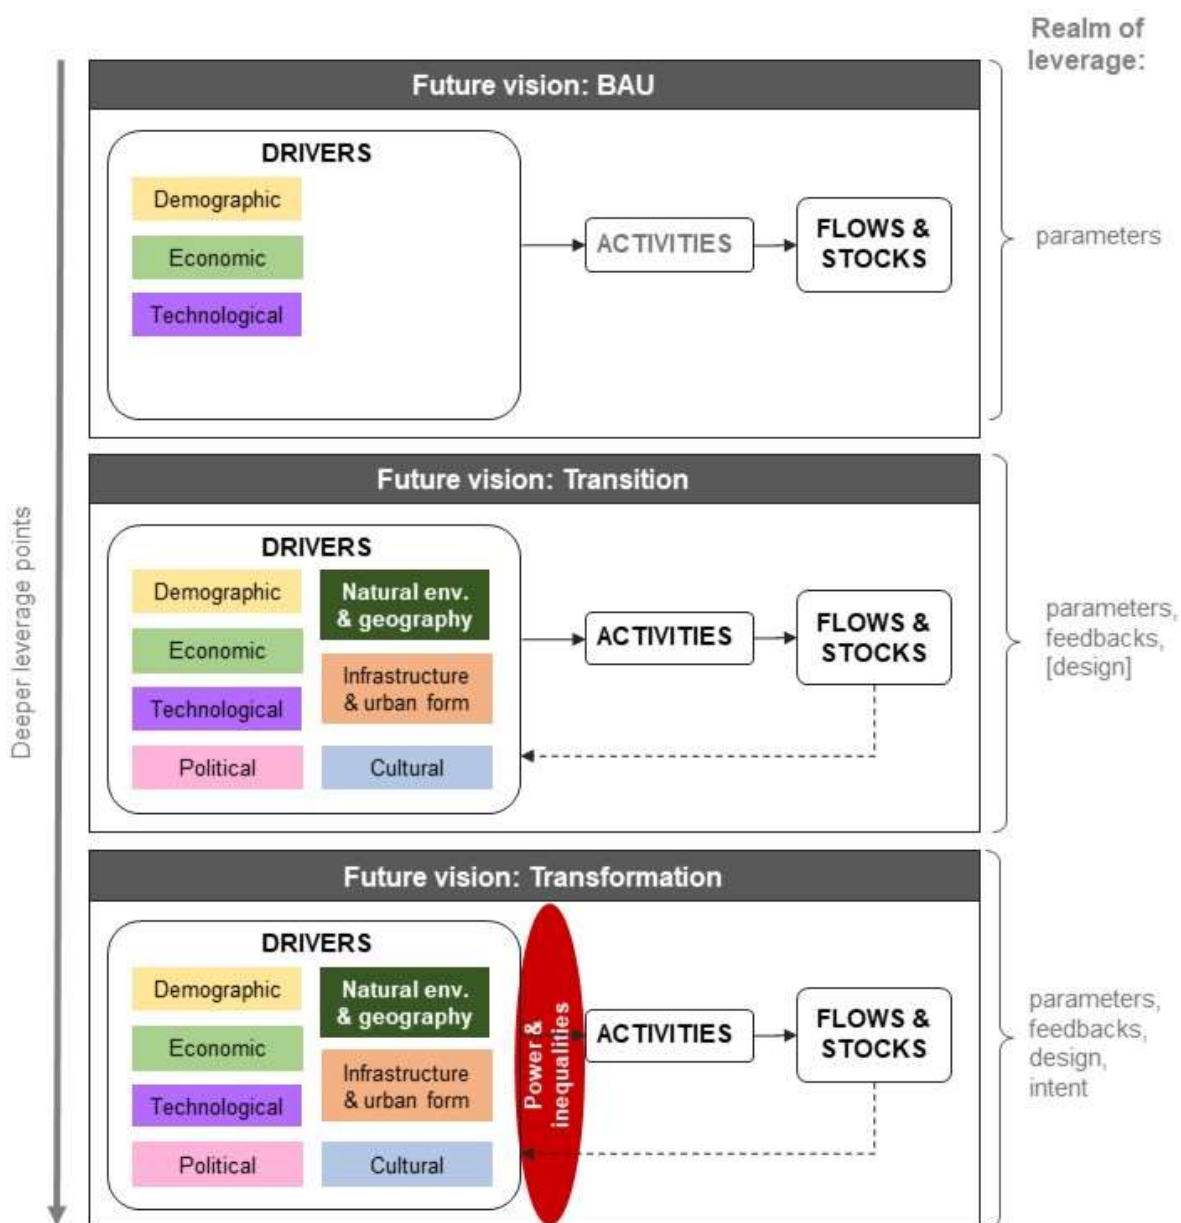 Realm of
leverage:
Future vision: BAU
DRIVERS
Demographic
Economic
Technological
ACTIVITIES
FLOWS &
STOCKS
parameters
Deeper leverage points
Future vision: Transition
DRIVERS
Demographic
Economic
Technological
Political
Natural env.
& geography
Infrastructure
& urban form
Cultural
ACTIVITIES
FLOWS &
STOCKS
parameters,
feedbacks,
[design]
Future vision: Transformation
DRIVERS
Demographic
Economic
Technological
Political
Natural env.
& geography
Infrastructure
& urban form
Cultural
Power &
inequalities
ACTIVITIES
FLOWS &
STOCKS
parameters,
feedbacks,
design,
intent